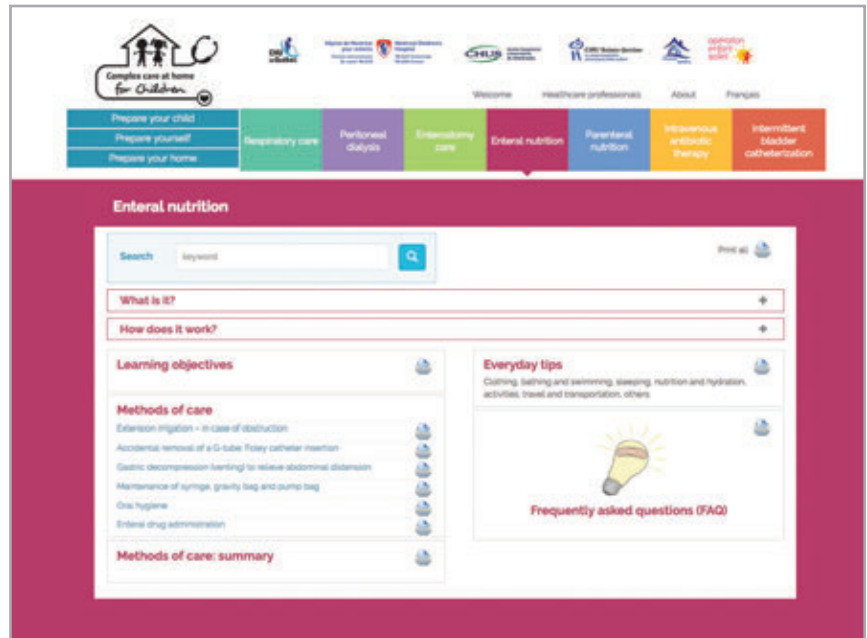 Complex care at home
for Children
CHUS
CHU Sainte-Justine
Welcome
Healthcare professionals
About
Français
Prepare your child
Prepare yourself
Prepare your home
Respiratory care
Peritoneal
dialysis
Enterostomy
care
Enteral nutrition
Parenteral
nutrition
Intravenous
antibiotic
therapy
Intermittent
bladder
catheterization
Enteral nutrition
Search
keyword
Print all
What is it?
How does it work?
Learning objectives
Methods of care
Extension irrigation – in case of obstruction
Accidental removal of a G-tube: Foley catheter insertion
Gastric decompression (venting) to relieve abdominal distension
Maintenance of syringe, gravity bag and pump bag
Oral hygiene
Enteral drug administration
Methods of care: summary
Everyday tips
Clothing, bathing and swimming, sleeping, nutrition and hydration,
activities, travel and transportation, others
Frequently asked questions (FAQ)